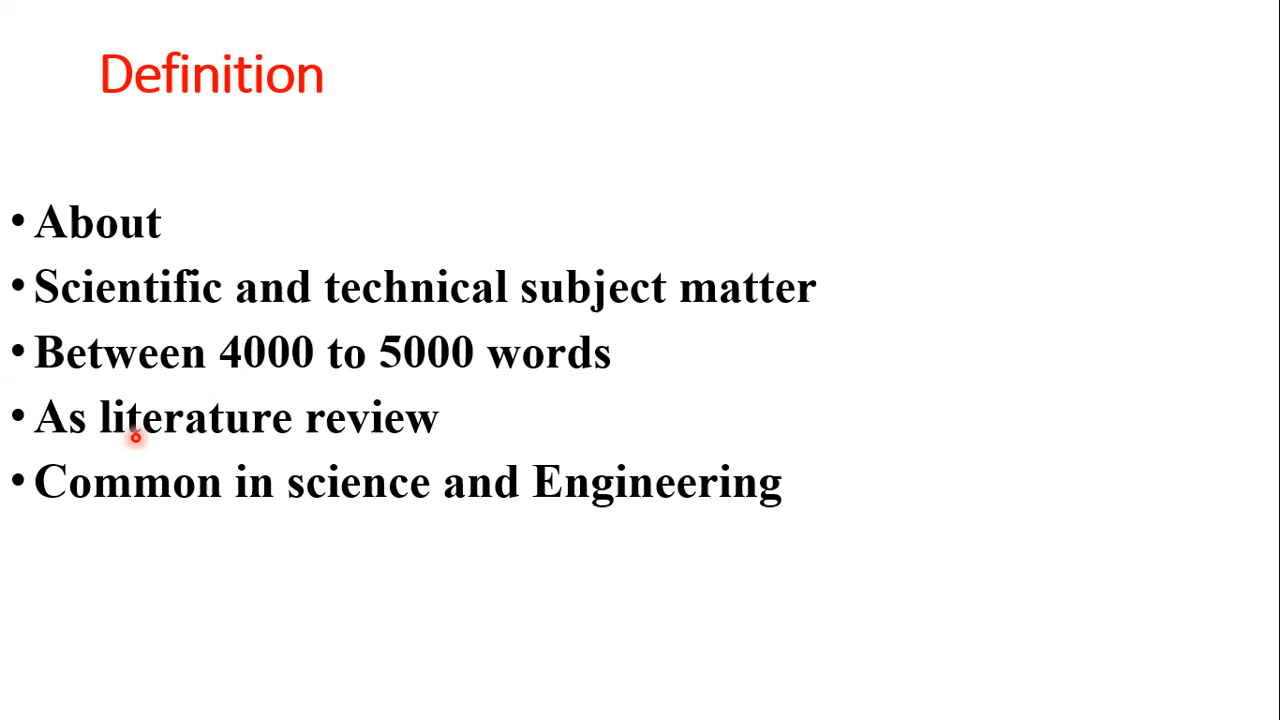 Definition
• About
• Scientific and technical subject matter
• Between 4000 to 5000 words
• As literature review
• Common in science and Engineering